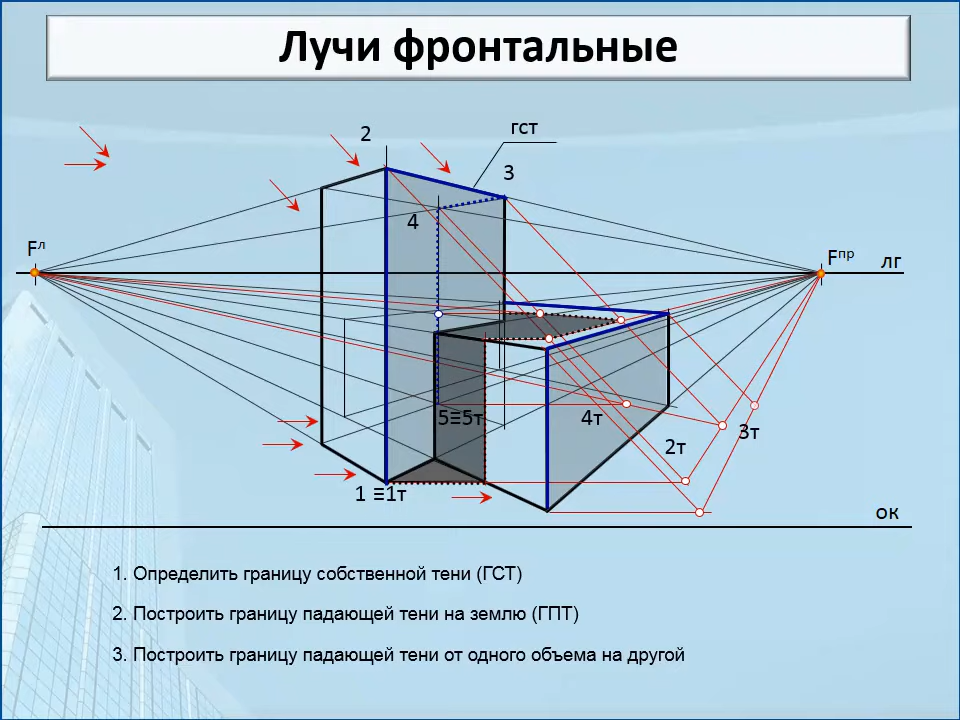 Лучи фронтальные
2
гст
3
4
Fл
Fпр
лг
5≡5т
4т
2т
3т
1 ≡1т
ок
1. Определить границу собственной тени (ГСТ)
2. Построить границу падающей тени на землю (ГПТ)
3. Построить границу падающей тени от одного объема на другой